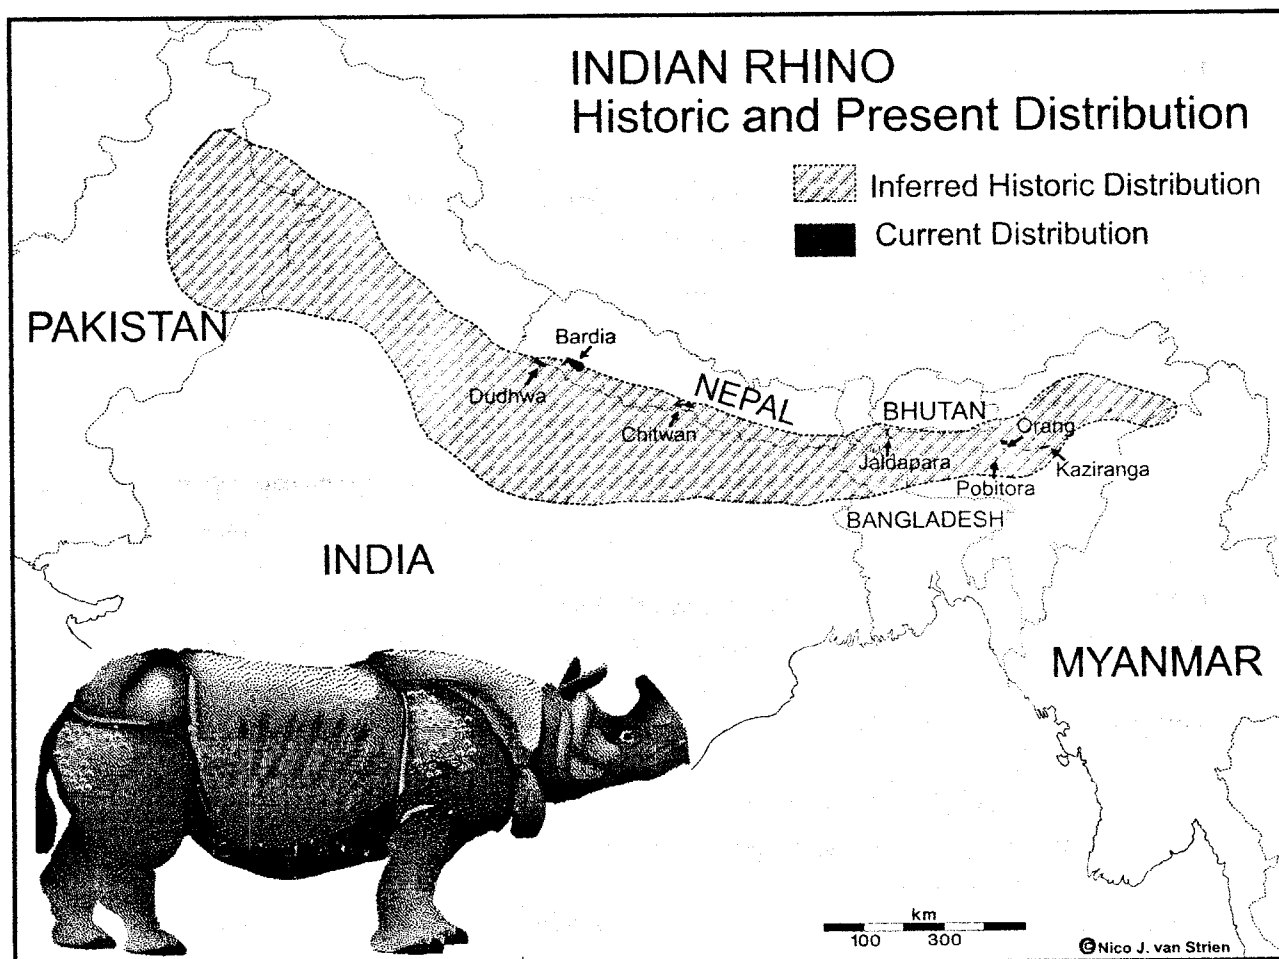 INDIAN RHINO
Historic and Present Distribution
Inferred Historic Distribution
Current Distribution
PAKISTAN
Bardia
Dudhwa
NEPAL
Chitwan
BHUTAN
Orang
Jaldapara
Kaziranga
Pobitora
BANGLADESH
INDIA
MYANMAR
km
100 300
© Nico J. van Strien